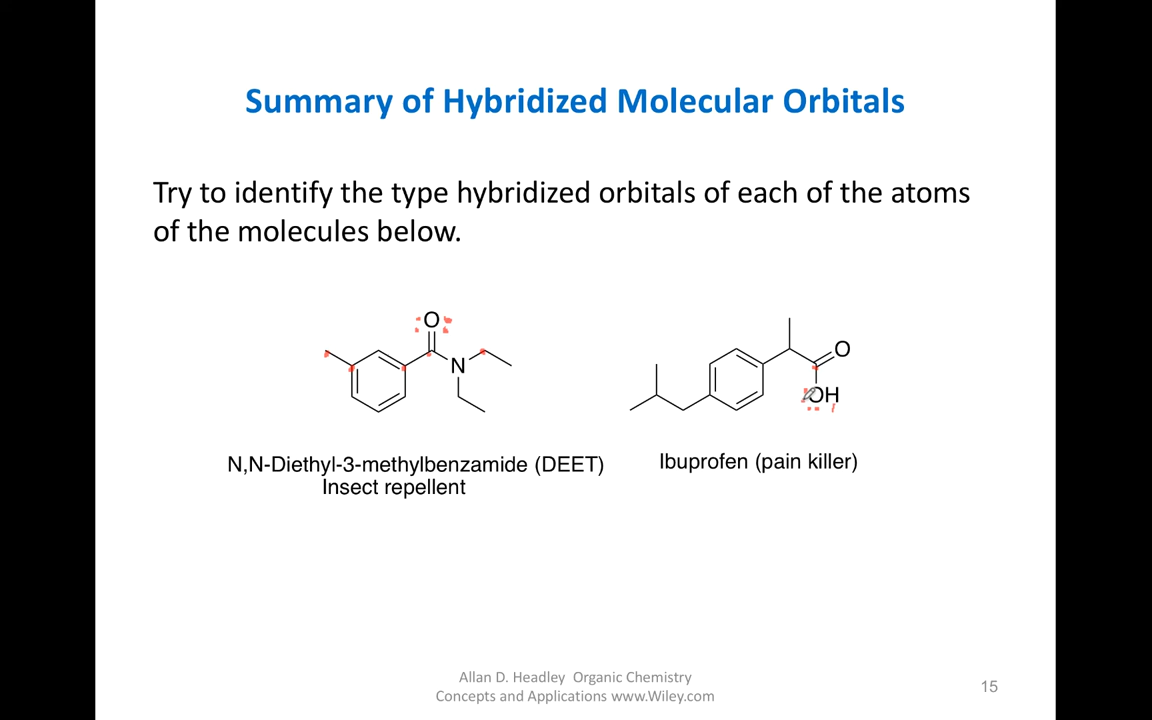 Summary of Hybridized Molecular Orbitals
Try to identify the type hybridized orbitals of each of the atoms
of the molecules below.
O
N
O
OH
N,N-Diethyl-3-methylbenzamide (DEET)
Insect repellent
Ibuprofen (pain killer)
Allan D. Headley Organic Chemistry
Concepts and Applications www.Wiley.com
15